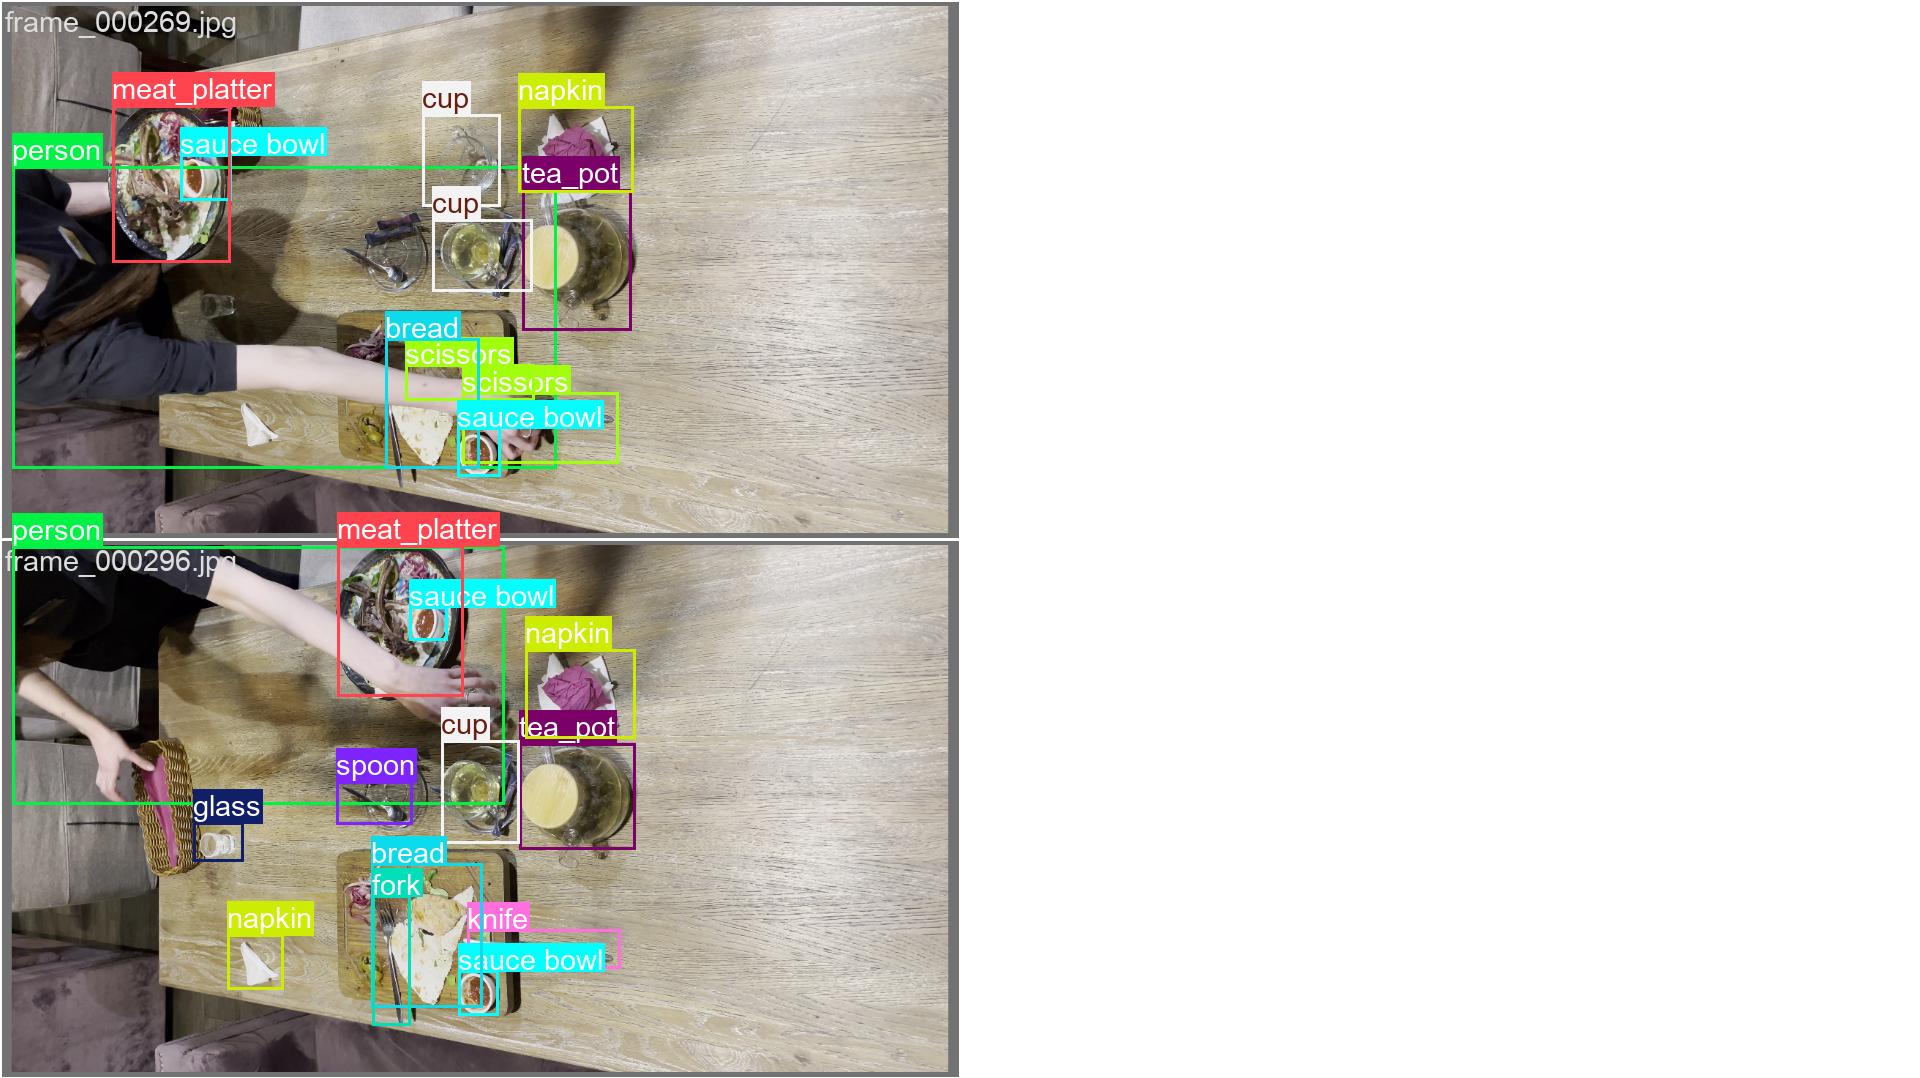 frame_000269.jpg
meat_platter
napkin
cup
sauce bowl
person
tea_pot
cup
bread
scissors
scissors
sauce bowl
person
meat_platter
frame_000296.jpg
sauce bowl
napkin
cup
tea_pot
spoon
glass
bread
fork
napkin
knife
sauce bowl